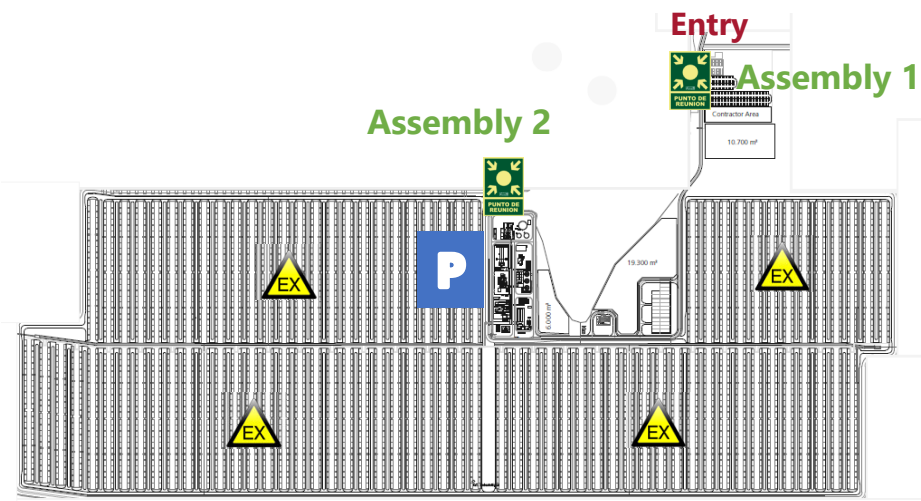 Entry
Assembly 1
PUNTO DE
REUNION
Contractor Area
10.700 m²
Assembly 2
PUNTO DE
REUNION
P
EX
19.300 m²
EX
6.000 m²
EX
EX